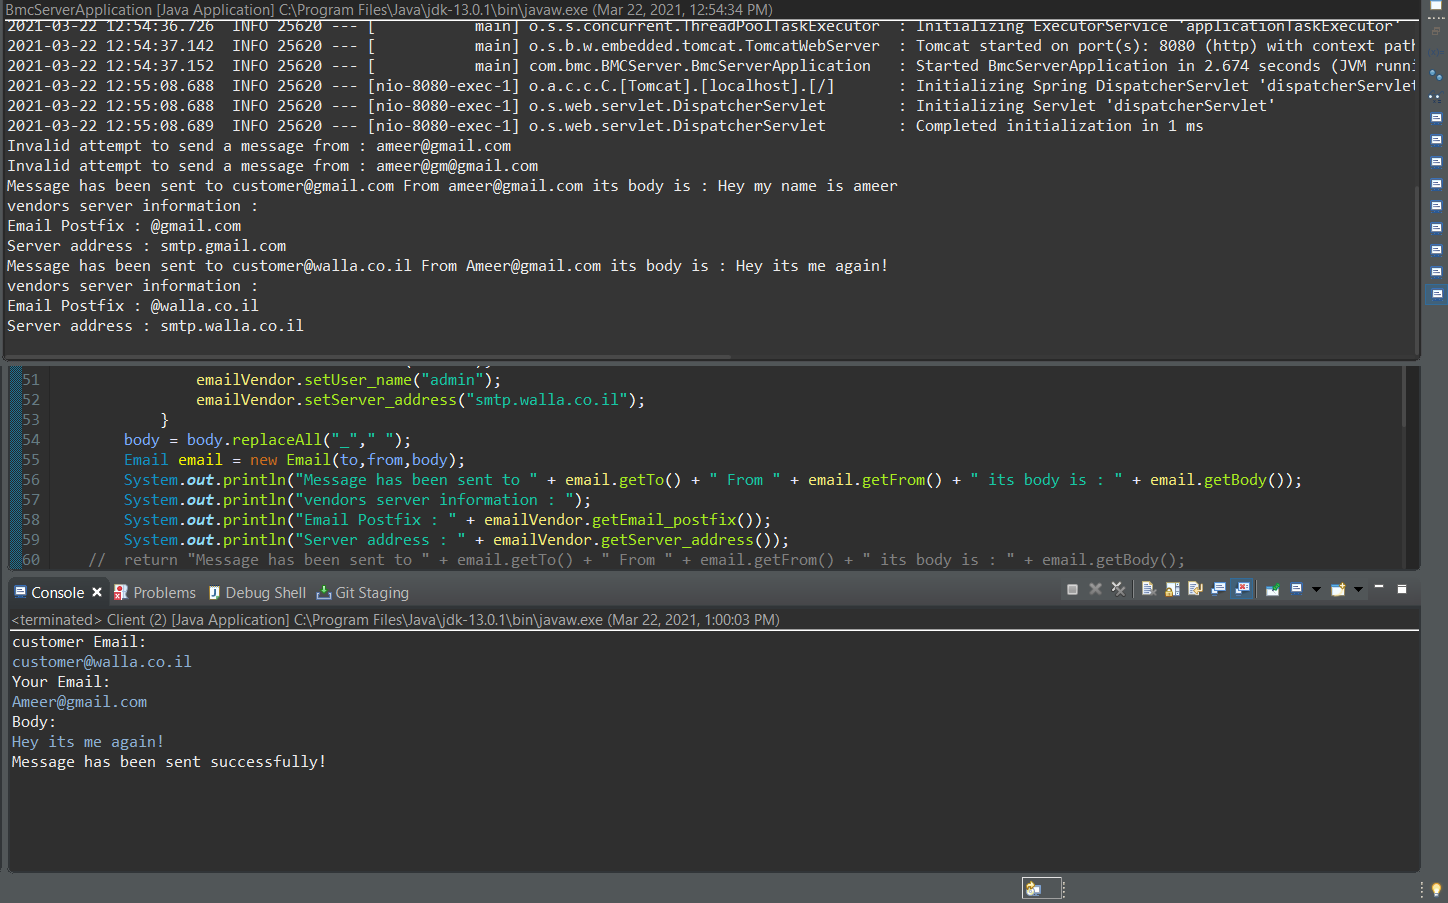 BmcServerApplication [Java Application] C:\Program Files\Java\jdk-13.0.1\bin\javaw.exe (Mar 22, 2021, 12:54:34 PM)
2021-03-22 12:54:36.726  INFO 25620 --- [           main] o.s.s.concurrent.ThreadPoolTaskExecutor  : Initializing ExecutorService 'applicationTaskExecutor'
2021-03-22 12:54:37.142  INFO 25620 --- [           main] o.s.b.w.embedded.tomcat.TomcatWebServer  : Tomcat started on port(s): 8080 (http) with context path
2021-03-22 12:54:37.152  INFO 25620 --- [           main] com.bmc.BMCServer.BmcServerApplication   : Started BmcServerApplication in 2.674 seconds (JVM runni
2021-03-22 12:55:08.688  INFO 25620 --- [nio-8080-exec-1] o.a.c.c.C.[Tomcat].[localhost].[/]       : Initializing Spring DispatcherServlet 'dispatcherServlet
2021-03-22 12:55:08.688  INFO 25620 --- [nio-8080-exec-1] o.s.web.servlet.DispatcherServlet        : Initializing Servlet 'dispatcherServlet'
2021-03-22 12:55:08.689  INFO 25620 --- [nio-8080-exec-1] o.s.web.servlet.DispatcherServlet        : Completed initialization in 1 ms
Invalid attempt to send a message from : ameer@gmail.com
Invalid attempt to send a message from : ameer@gm@gmail.com
Message has been sent to customer@gmail.com From ameer@gmail.com its body is : Hey my name is ameer
vendors server information :
Email Postfix : @gmail.com
Server address : smtp.gmail.com
Message has been sent to customer@walla.co.il From Ameer@gmail.com its body is : Hey its me again!
vendors server information :
Email Postfix : @walla.co.il
Server address : smtp.walla.co.il
51 emailVendor.setUser_name("admin");
52 emailVendor.setServer_address("smtp.walla.co.il");
53 }
54 body = body.replaceAll("_"," ");
55 Email email = new Email(to,from,body);
56 System.out.println("Message has been sent to " + email.getTo() + " From " + email.getFrom() + " its body is : " + email.getBody());
57 System.out.println("vendors server information : ");
58 System.out.println("Email Postfix : " + emailVendor.getEmail_postfix());
59 System.out.println("Server address : " + emailVendor.getServer_address());
60 // return "Message has been sent to " + email.getTo() + " From " + email.getFrom() + " its body is : " + email.getBody();
Console Problems Debug Shell Git Staging
<terminated> Client (2) [Java Application] C:\Program Files\Java\jdk-13.0.1\bin\javaw.exe (Mar 22, 2021, 1:00:03 PM)
customer Email:
customer@walla.co.il
Your Email:
Ameer@gmail.com
Body:
Hey its me again!
Message has been sent successfully!